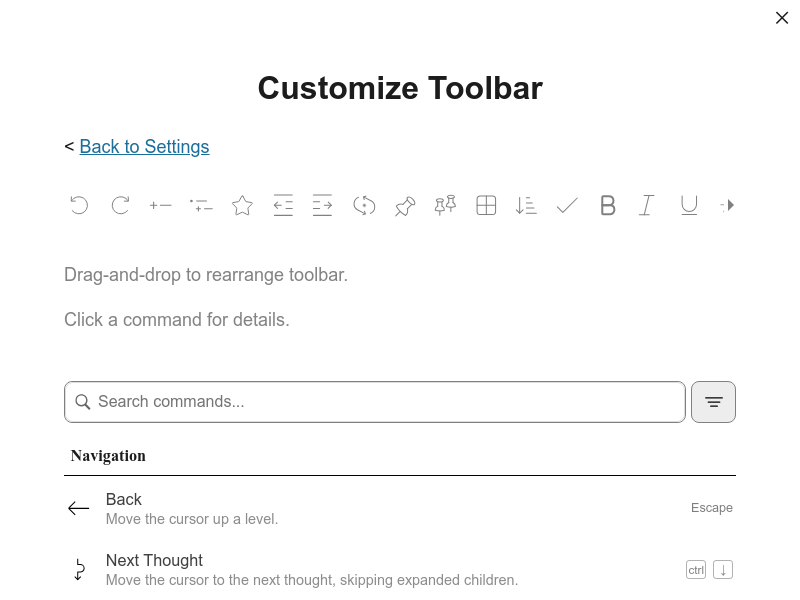 Customize Toolbar
< Back to Settings
Drag-and-drop to rearrange toolbar.
Click a command for details.
Search commands...
Navigation
Back
Escape
Move the cursor up a level.
Next Thought
ctrl ↓
Move the cursor to the next thought, skipping expanded children.